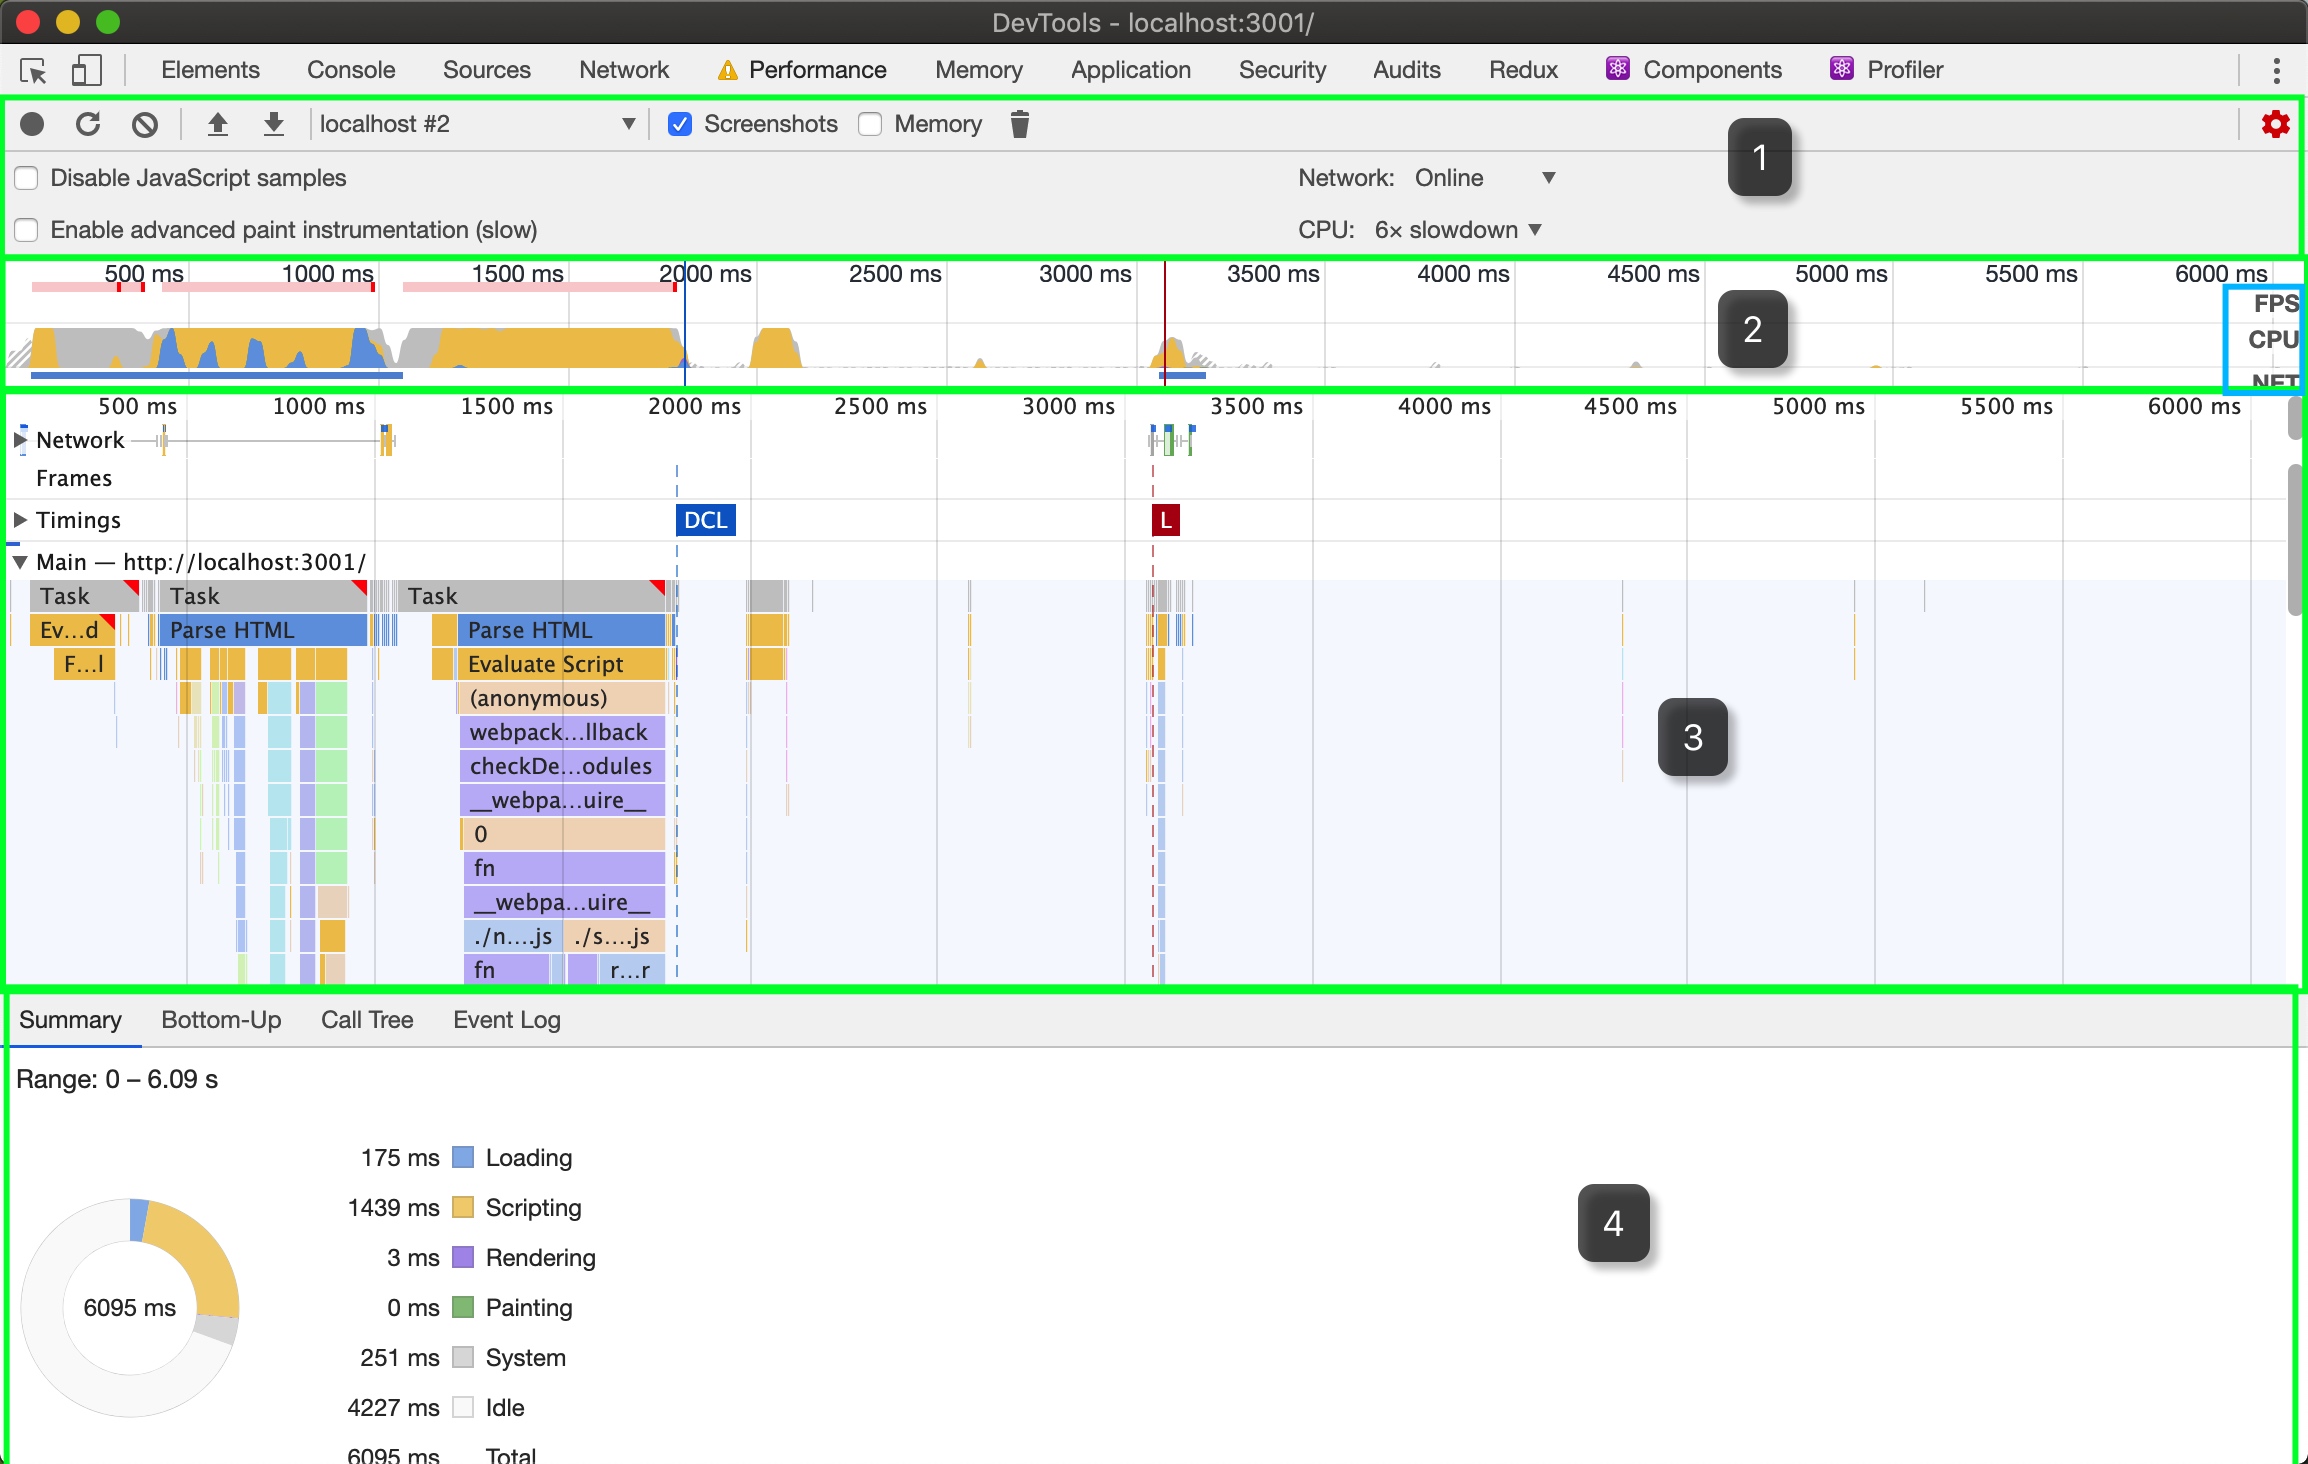 DevTools - localhost:3001/
Elements Console Sources Network Performance Memory Application Security Audits Redux Components Profiler
localhost #2 Screenshots Memory
1
Disable JavaScript samples Network: Online
Enable advanced paint instrumentation (slow) CPU: 6× slowdown
500 ms 1000 ms 1500 ms 2000 ms 2500 ms 3000 ms 3500 ms 4000 ms 4500 ms 5000 ms 5500 ms 6000 ms
FPS
2
CPU
NET
500 ms 1000 ms 1500 ms 2000 ms 2500 ms 3000 ms 3500 ms 4000 ms 4500 ms 5000 ms 5500 ms 6000 ms
Network
Frames
Timings DCL L
Main — http://localhost:3001/
Task Task Task
Ev...d Parse HTML Parse HTML
F...l Evaluate Script
(anonymous)
webpack...llback
3
checkDe...odules
__webpa...uire__
0
fn
__webpa...uire__
./n....js ./s....js
fn r...r
Summary Bottom-Up Call Tree Event Log
Range: 0 – 6.09 s
175 ms Loading
1439 ms Scripting
4
3 ms Rendering
6095 ms
0 ms Painting
251 ms System
4227 ms Idle
6095 ms Total